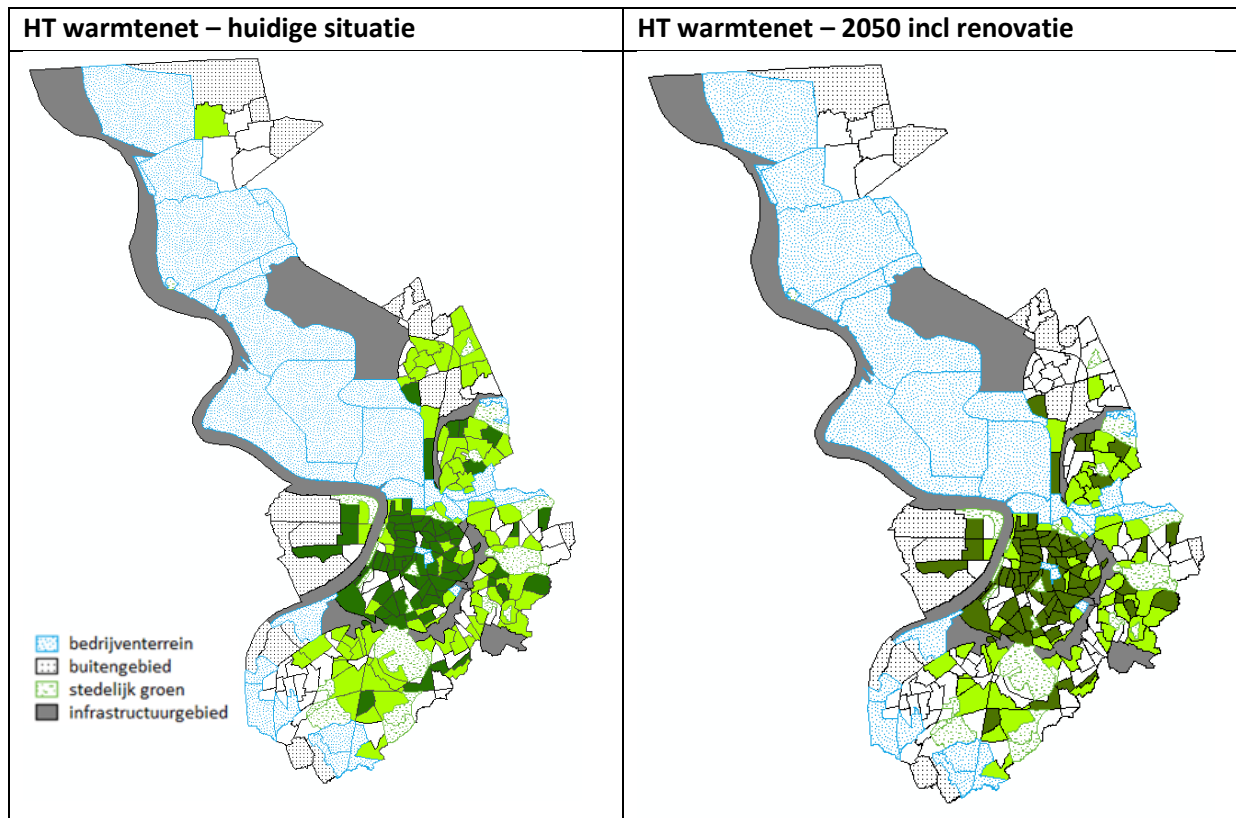 HT warmtenet – huidige situatie
HT warmtenet – 2050 incl renovatie
bedrijventerrein
buitengebied
stedelijk groen
infrastructuurgebied